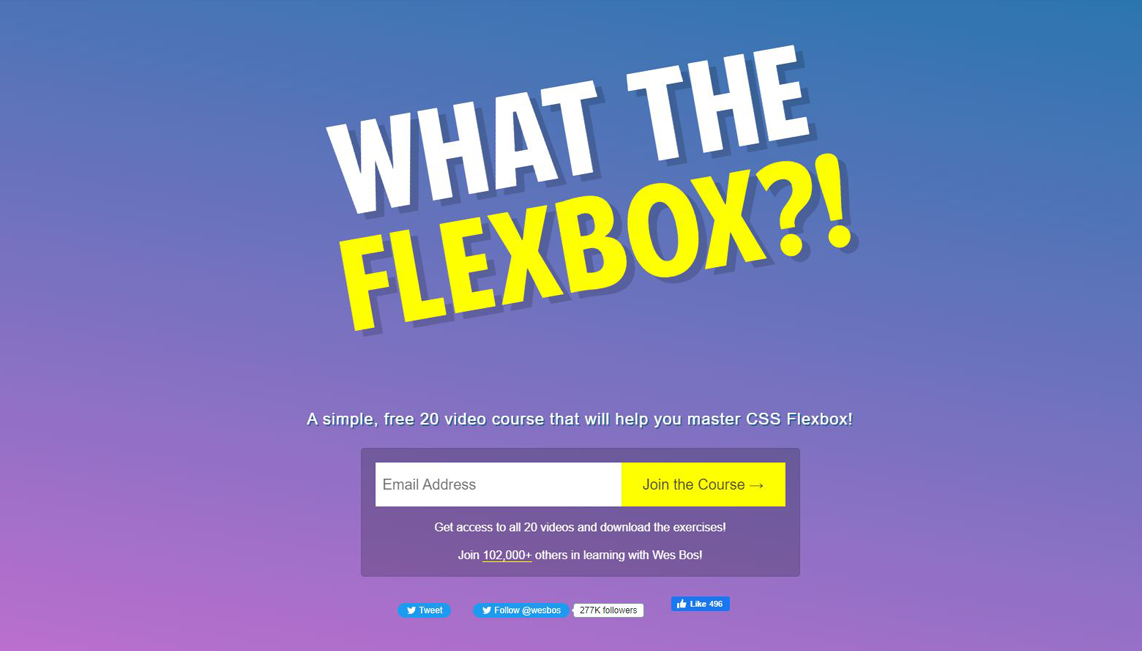 WHAT THE
FLEXBOX?!
A simple, free 20 video course that will help you master CSS Flexbox!
Email Address
Join the Course →
Get access to all 20 videos and download the exercises!
Join 102,000+ others in learning with Wes Bos!
Tweet
Follow @wesbos
277K followers
Like 496